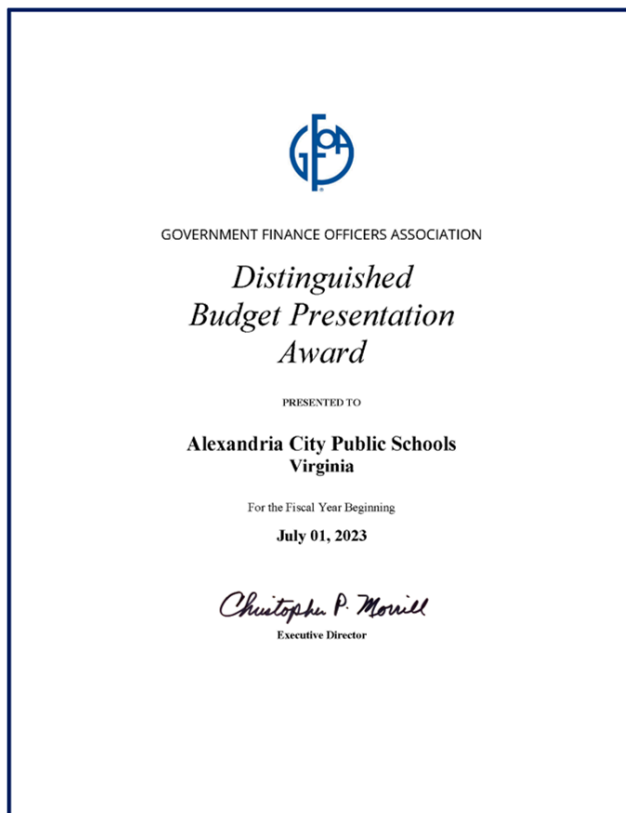 GFOA
GOVERNMENT FINANCE OFFICERS ASSOCIATION
Distinguished
Budget Presentation
Award
PRESENTED TO
Alexandria City Public Schools
Virginia
For the Fiscal Year Beginning
July 01, 2023
Christopher P. Morrill
Executive Director